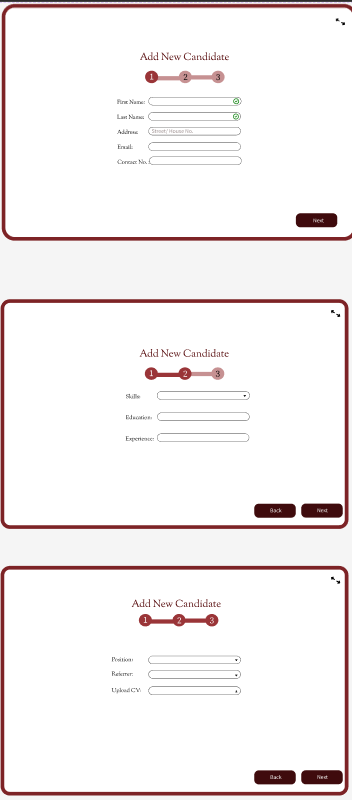 Add New Candidate
1 2 3
First Name:
Last Name:
Address: Street/ House No.
Email:
Contact No.:
Next
Add New Candidate
1 2 3
Skills:
Education:
Experience:
Back Next
Add New Candidate
1 2 3
Position:
Referrer:
Upload CV:
Back Next